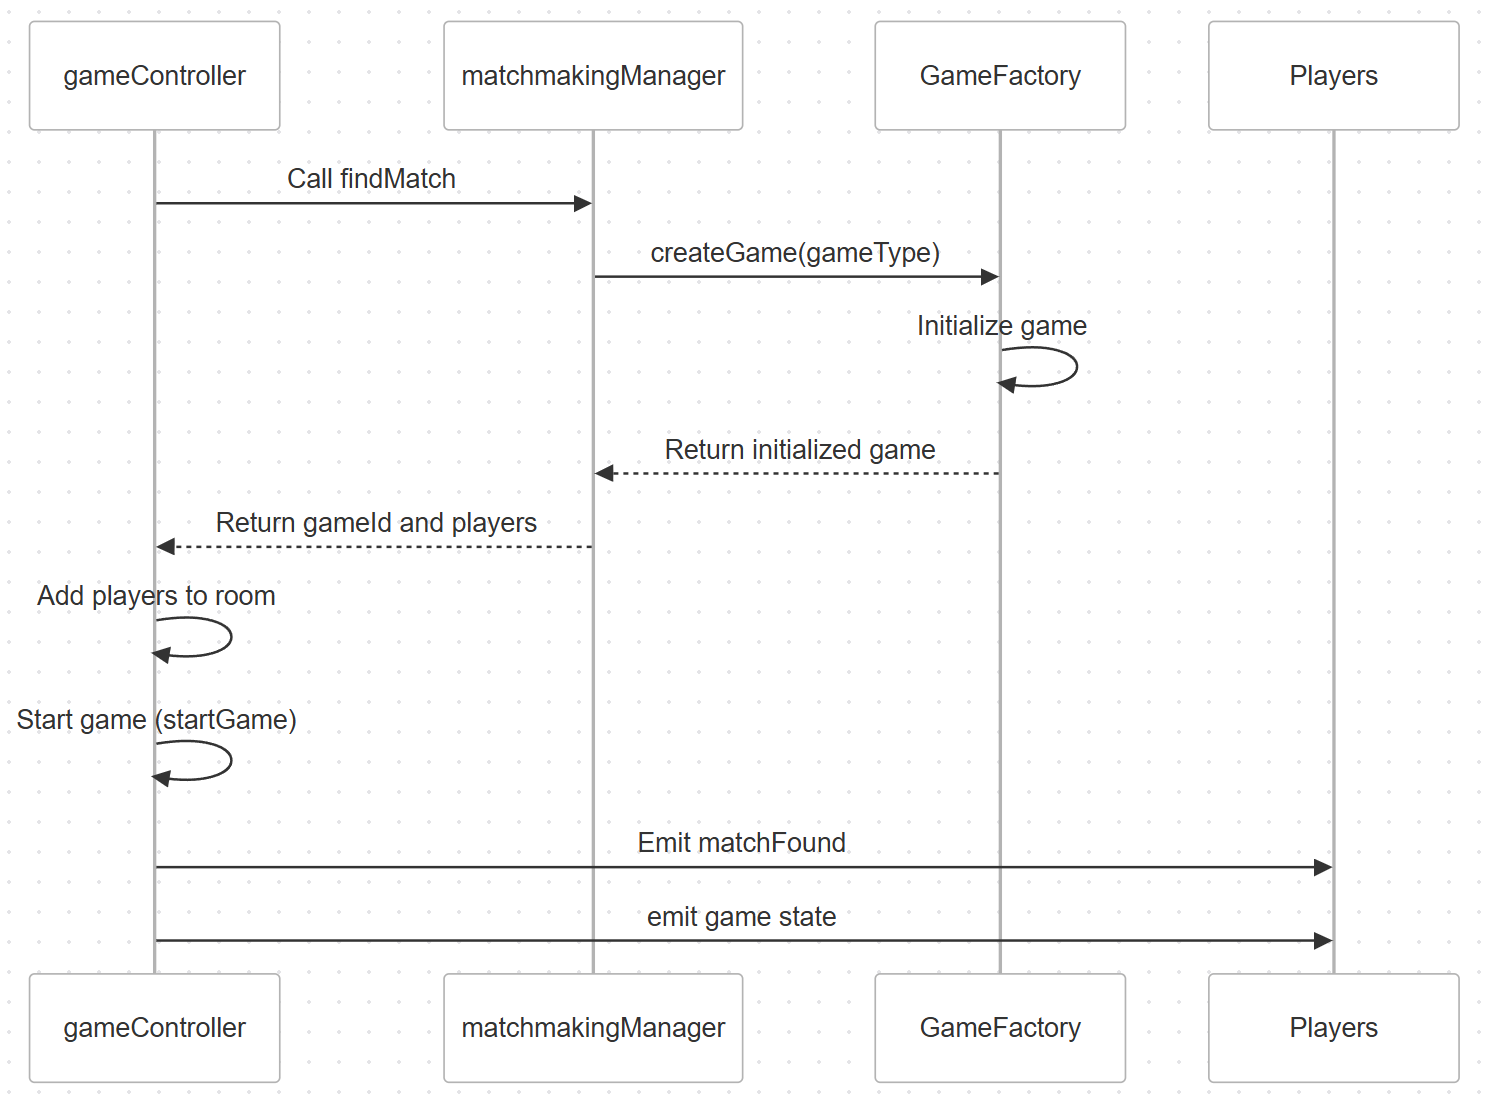 gameController
matchmakingManager
GameFactory
Players
Call findMatch
createGame(gameType)
Initialize game
Return initialized game
Return gameId and players
Add players to room
Start game (startGame)
Emit matchFound
emit game state
gameController
matchmakingManager
GameFactory
Players